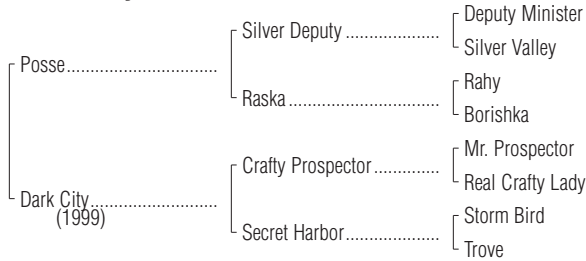 Deputy Minister
Silver Deputy ..................
Silver Valley
Posse.............................
Rahy
Raska .............................
Borishka
Mr. Prospector
Crafty Prospector.............
Real Crafty Lady
Dark City........................
(1999)
Storm Bird
Secret Harbor..................
Trove